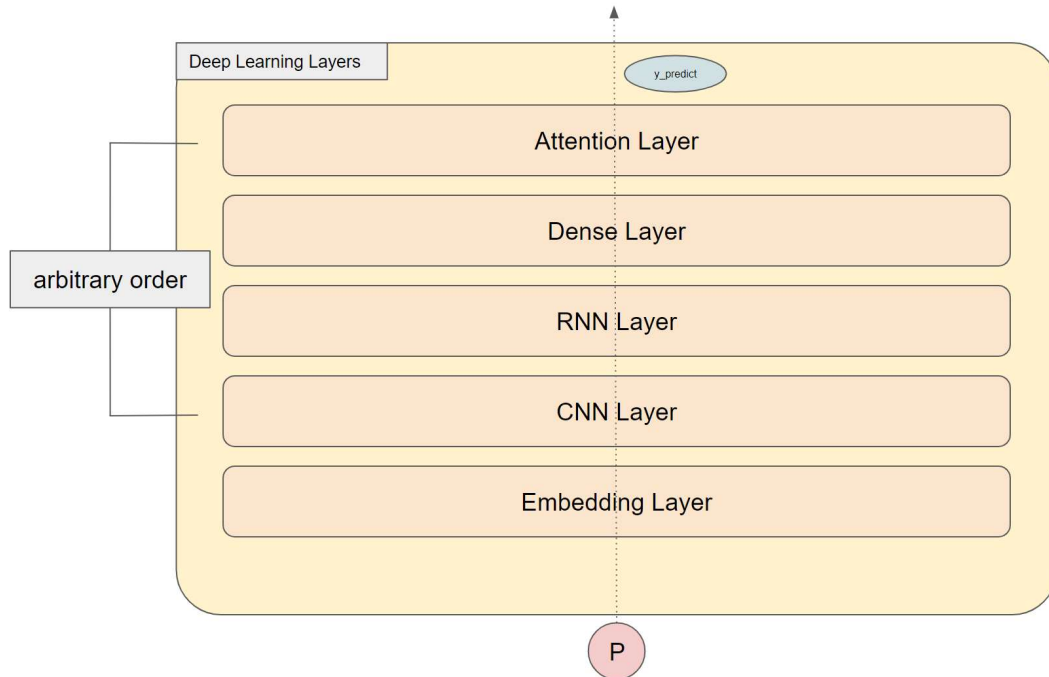 Deep Learning Layers
y_predict
Attention Layer
Dense Layer
arbitrary order
RNN Layer
CNN Layer
Embedding Layer
P